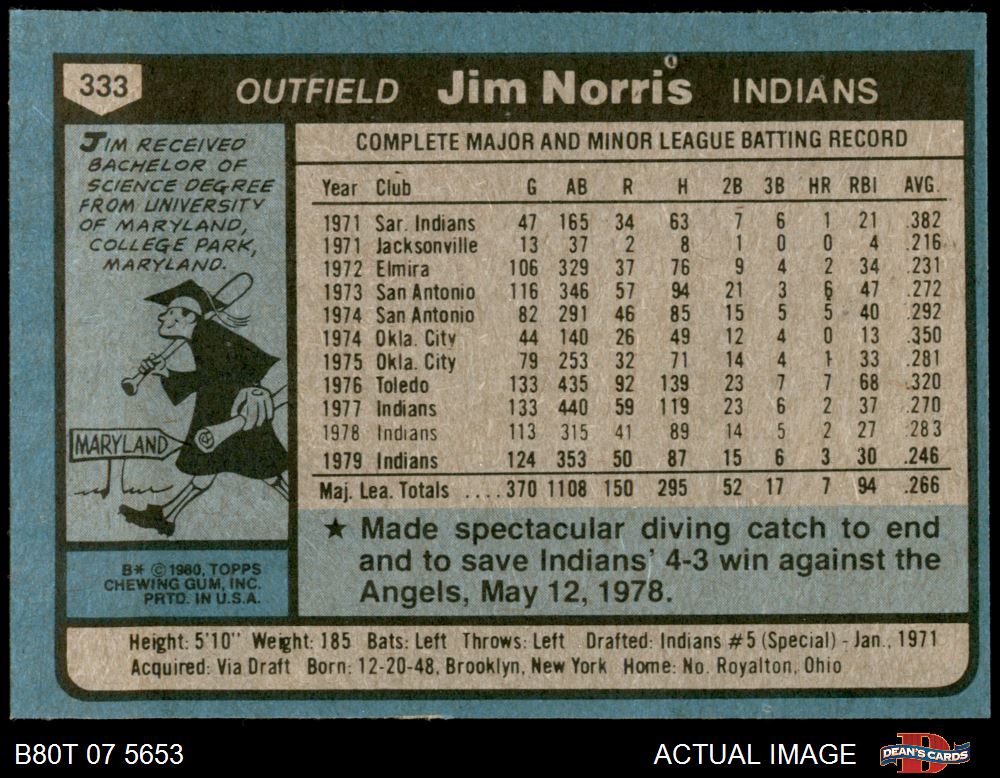 333
OUTFIELD Jim Norris INDIANS
JIM RECEIVED
BACHELOR OF
SCIENCE DEGREE
FROM UNIVERSITY
OF MARYLAND,
COLLEGE PARK,
MARYLAND.
MARYLAND
B* © 1980, TOPPS
CHEWING GUM, INC.
PRTD. IN U.S.A.
COMPLETE MAJOR AND MINOR LEAGUE BATTING RECORD
Year Club G AB R H 2B 3B HR RBI AVG.
1971 Sar. Indians 47 165 34 63 7 6 1 21 .382
1971 Jacksonville 13 37 2 8 1 0 0 4 .216
1972 Elmira 106 329 37 76 9 4 2 34 .231
1973 San Antonio 116 346 57 94 21 3 6 47 .272
1974 San Antonio 82 291 46 85 15 5 5 40 .292
1974 Okla. City 44 140 26 49 12 4 0 13 .350
1975 Okla. City 79 253 32 71 14 4 1 33 .281
1976 Toledo 133 435 92 139 23 7 7 68 .320
1977 Indians 133 440 59 119 23 6 2 37 .270
1978 Indians 113 315 41 89 14 5 2 27 .283
1979 Indians 124 353 50 87 15 6 3 30 .246
Maj. Lea. Totals .... 370 1108 150 295 52 17 7 94 .266
★ Made spectacular diving catch to end
and to save Indians' 4-3 win against the
Angels, May 12, 1978.
Height: 5'10" Weight: 185 Bats: Left Throws: Left Drafted: Indians #5 (Special) - Jan., 1971
Acquired: Via Draft Born: 12-20-48, Brooklyn, New York Home: No. Royalton, Ohio
B80T 07 5653
ACTUAL IMAGE
DEAN'S CARDS